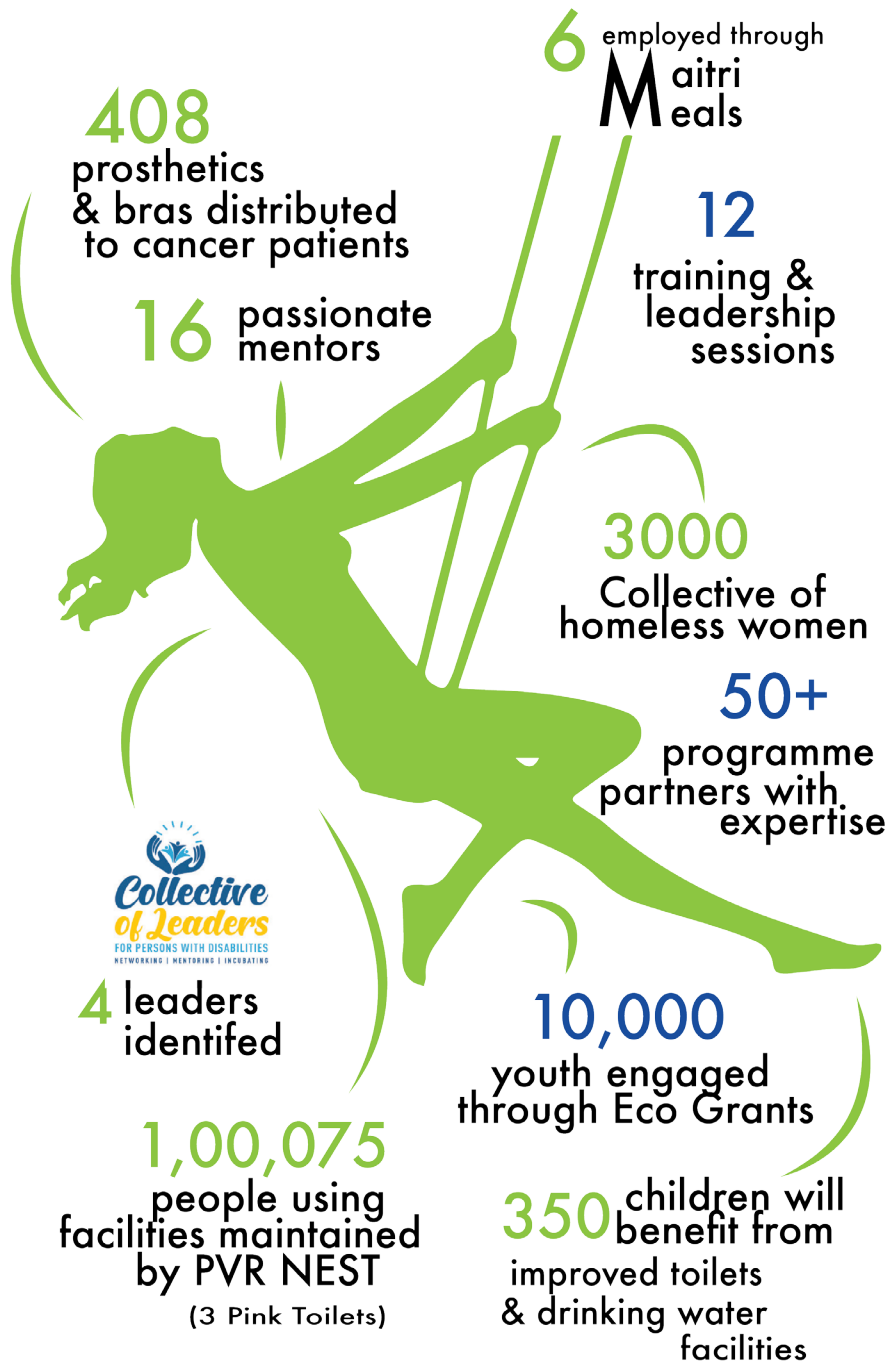 6 employed through
Maitri
Meals
408
prosthetics
& bras distributed
to cancer patients
12
training &
leadership
sessions
16 passionate
mentors
3000
Collective of
homeless women
50+
programme
partners with
expertise
Collective
of Leaders
FOR PERSONS WITH DISABILITIES
NETWORKING | MENTORING | INCUBATING
4 leaders
identifed
10,000
youth engaged
through Eco Grants
1,00,075
people using
facilities maintained
by PVR NEST
(3 Pink Toilets)
350 children will
benefit from
improved toilets
& drinking water
facilities